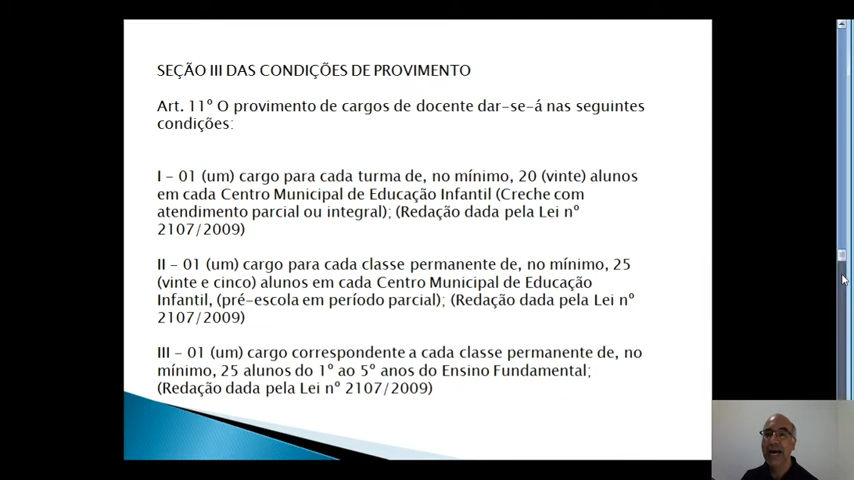 SEÇÃO III DAS CONDIÇÕES DE PROVIMENTO
Art. 11º O provimento de cargos de docente dar-se-á nas seguintes
condições:
I - 01 (um) cargo para cada turma de, no mínimo, 20 (vinte) alunos
em cada Centro Municipal de Educação Infantil (Creche com
atendimento parcial ou integral); (Redação dada pela Lei nº
2107/2009)
II - 01 (um) cargo para cada classe permanente de, no mínimo, 25
(vinte e cinco) alunos em cada Centro Municipal de Educação
Infantil, (pré-escola em período parcial); (Redação dada pela Lei nº
2107/2009)
III - 01 (um) cargo correspondente a cada classe permanente de, no
mínimo, 25 alunos do 1º ao 5º anos do Ensino Fundamental;
(Redação dada pela Lei nº 2107/2009)